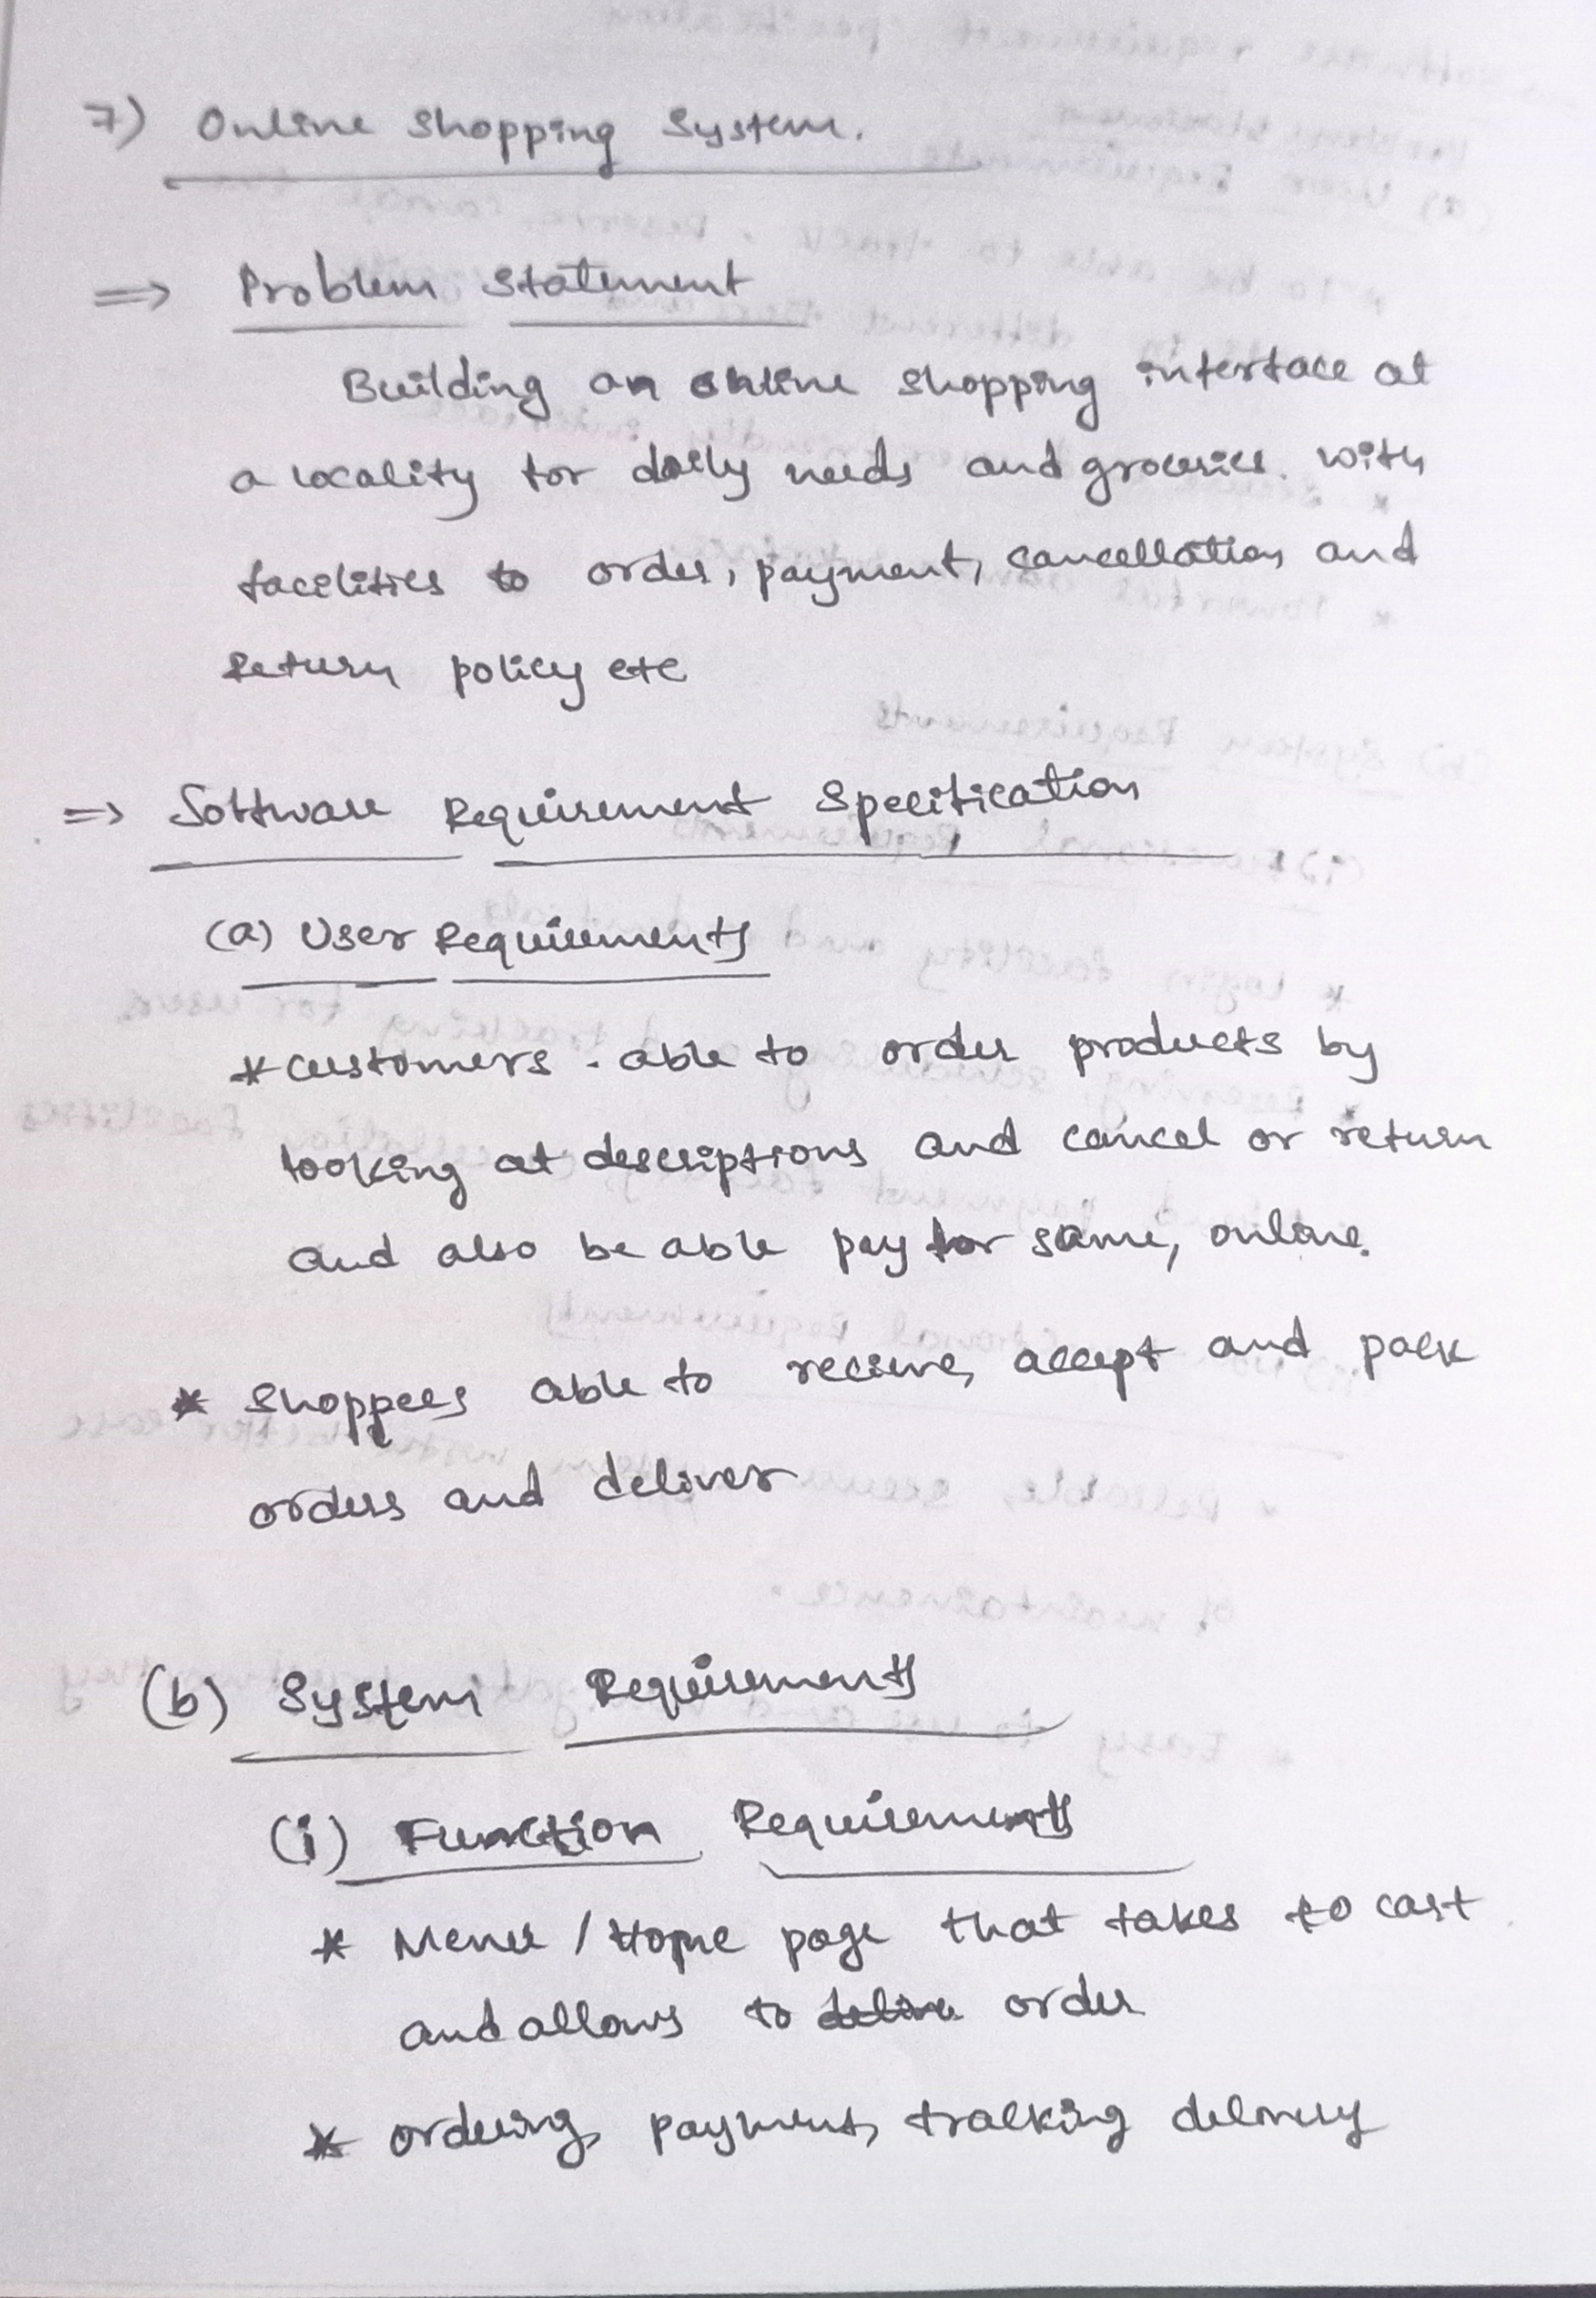 7) Online Shopping System.
=> Problem Statement
Building an online shopping interface at
a locality for daily needs and groceries. with
facilities to order, payment, cancellation and
return policy etc
=> Software Requirement Specification
(a) User Requirements
* customers . able to order products by
looking at descriptions and cancel or return
and also be able pay for same, online.
* Shoppees able to recieve, accept and pack
orders and deliver
(b) System Requirements
(i) Function Requirements
* Menu / Home page that takes to cart
and allows to order
* ordering, payment, tracking delivery